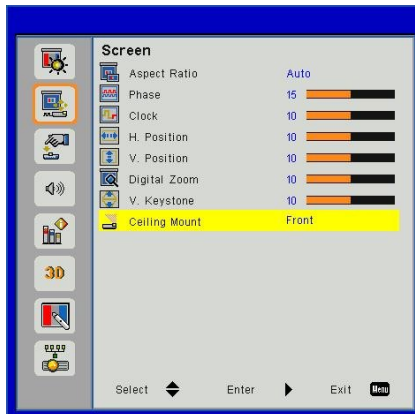 Screen
Aspect Ratio Auto
Phase 15
Clock 10
H. Position 10
V. Position 10
Digital Zoom 10
V. Keystone 10
Ceiling Mount Front
3D
Select Enter Exit Menu